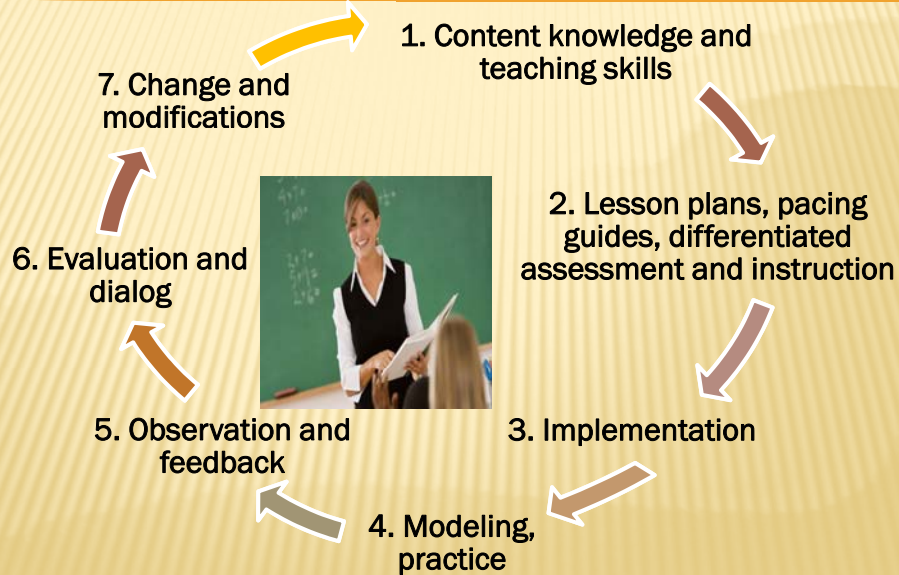 1. Content knowledge and
teaching skills
2. Lesson plans, pacing
guides, differentiated
assessment and instruction
3. Implementation
4. Modeling,
practice
5. Observation and
feedback
6. Evaluation and
dialog
7. Change and
modifications